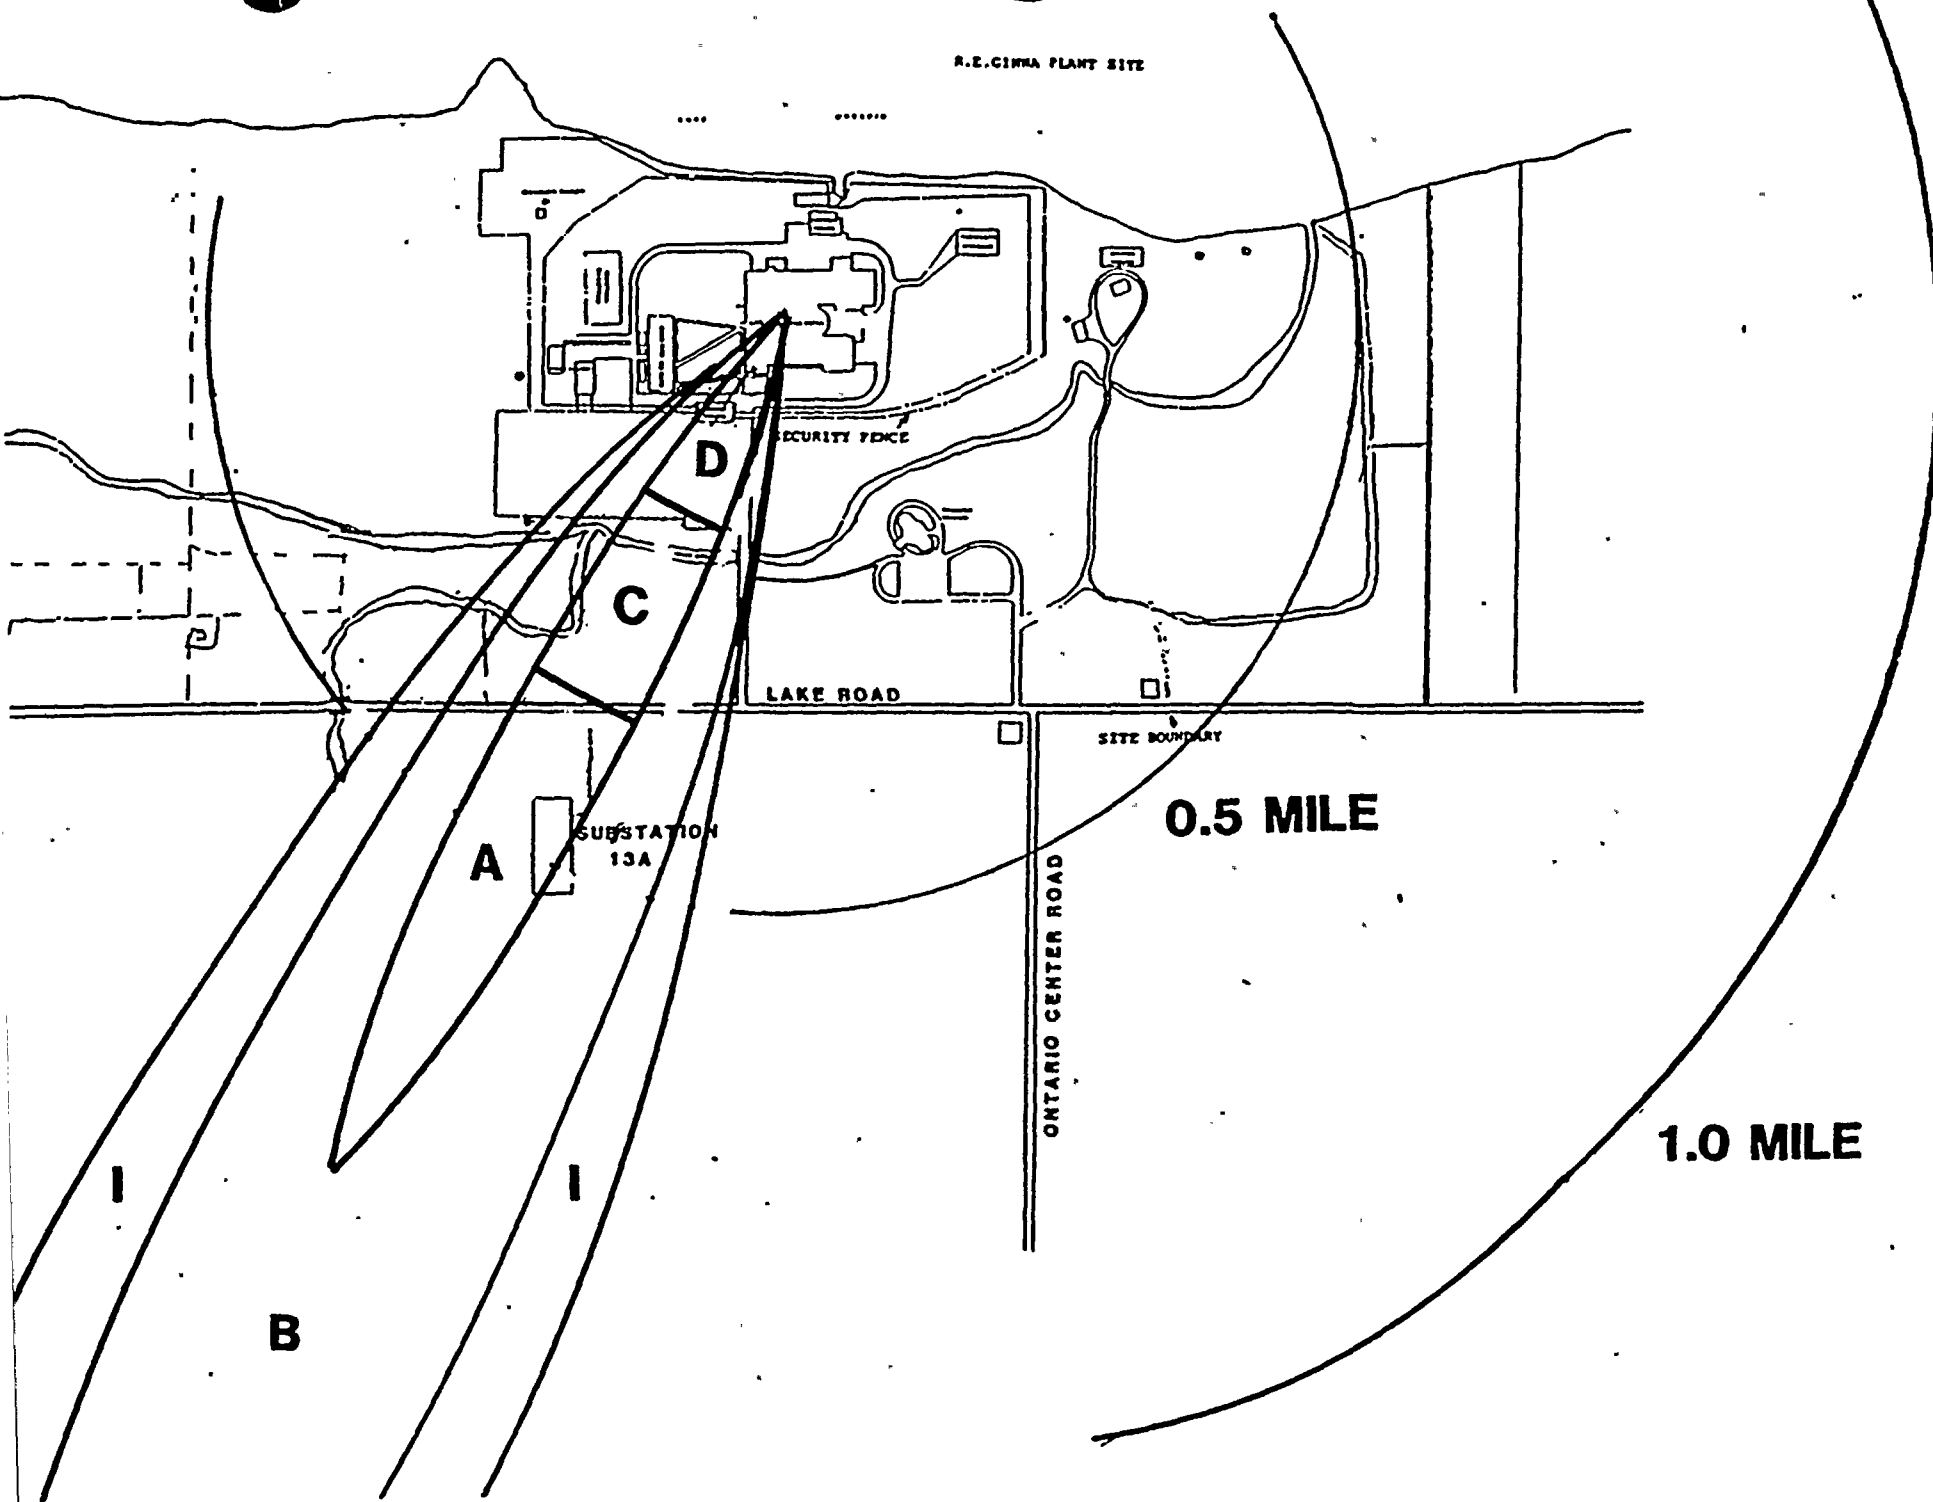 R.E.GINNA PLANT SITE
D
SECURITY FENCE
C
LAKE ROAD
SITE BOUNDARY
0.5 MILE
SUBSTATION
13A
A
ONTARIO CENTER ROAD
1.0 MILE
I
I
B